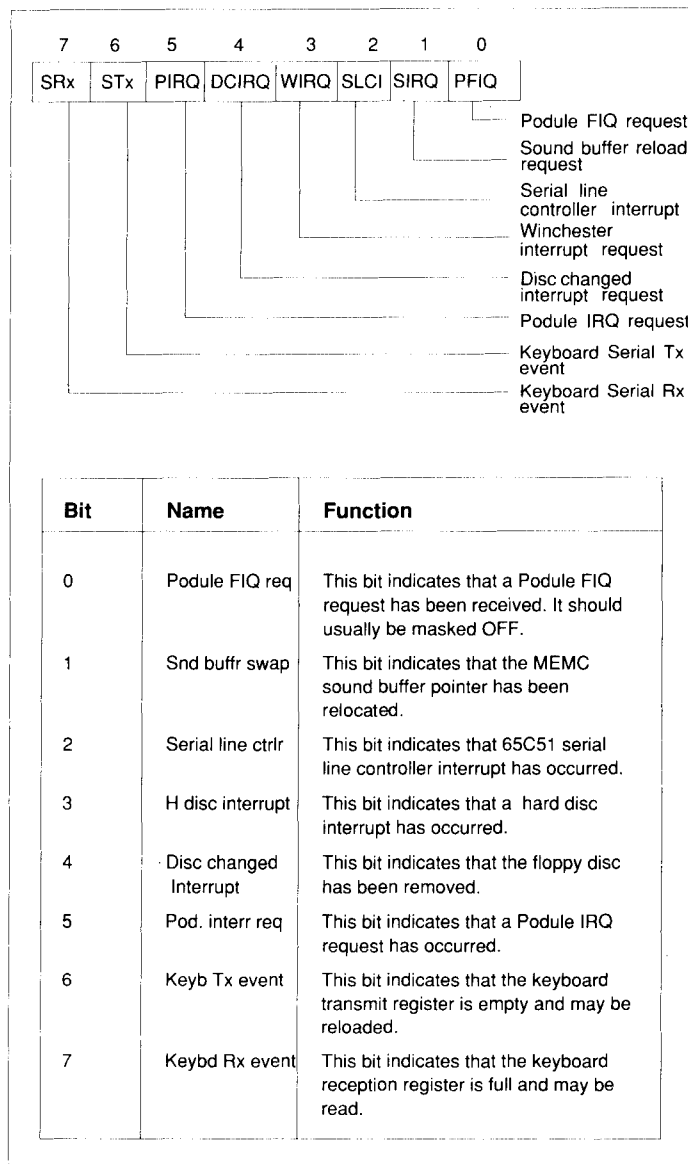 7 6 5 4 3 2 1 0
SRx STx PIRQ DCIRQ WIRQ SLCI SIRQ PFIQ
Podule FIQ request
Sound buffer reload
request
Serial line
controller interrupt
Winchester
interrupt request
Disc changed
interrupt request
Podule IRQ request
Keyboard Serial Tx
event
Keyboard Serial Rx
event
Bit Name Function
0 Podule FIQ req This bit indicates that a Podule FIQ
request has been received. It should
usually be masked OFF.
1 Snd buffr swap This bit indicates that the MEMC
sound buffer pointer has been
relocated.
2 Serial line ctrlr This bit indicates that 65C51 serial
line controller interrupt has occurred.
3 H disc interrupt This bit indicates that a hard disc
interrupt has occurred.
4 Disc changed This bit indicates that the floppy disc
Interrupt has been removed.
5 Pod. interr req This bit indicates that a Podule IRQ
request has occurred.
6 Keyb Tx event This bit indicates that the keyboard
transmit register is empty and may be
reloaded.
7 Keybd Rx event This bit indicates that the keyboard
reception register is full and may be
read.